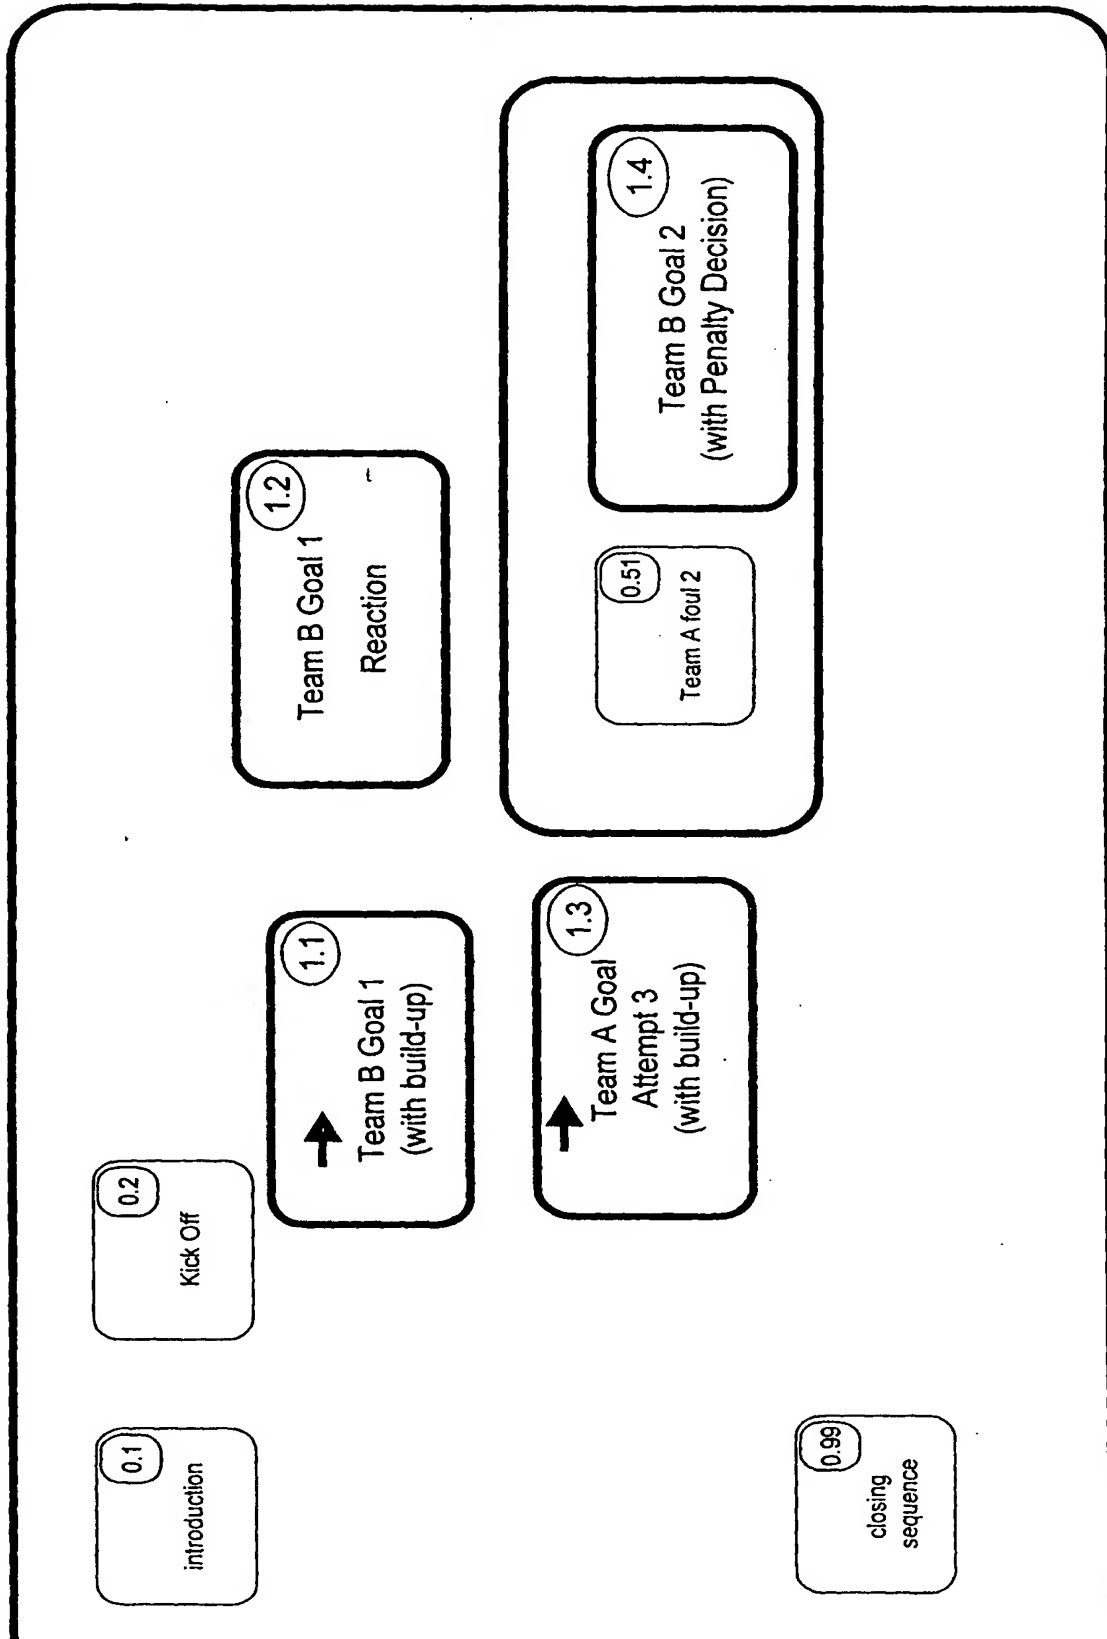 0.1
introduction
0.2
Kick Off
1.1
Team B Goal 1
(with build-up)
1.2
Team B Goal 1
Reaction
1.3
Team A Goal
Attempt 3
(with build-up)
0.51
Team A foul 2
1.4
Team B Goal 2
(with Penalty Decision)
0.99
closing
sequence